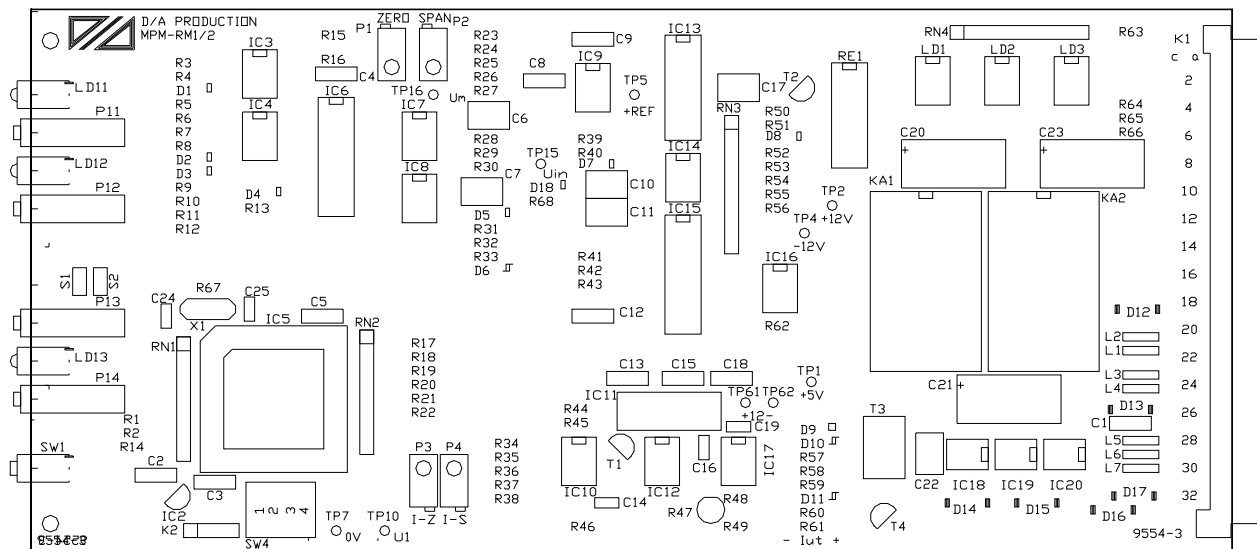 D/A PRODUCTION
MPM-RM1/2
ZERO SPAN
P1 P2
IC3
R15
R16
C4
R23
R24
R25
R26
R27
C9
IC13
RN4
R63
K1
c a
LD1 LD2 LD3
RE1
R3
R4
D1
R5
R6
R7
R8
D2
D3
R9
R10
R11
R12
LD11
P11
LD12
P12
IC4
IC6
TP16 Um
IC7
C6
C8
IC9
TP5
+REF
C17
T2
RN3
R50
R51
D8
R64
R65
R66
C20
C23
R28
R29
R30
IC8
TP15
Uin
R39
R40
D7
IC14
R52
R53
R54
R55
R56
D4
R13
C7
D18
R68
C10
C11
IC15
KA1
KA2
TP2
+12V
TP4
-12V
D5
R31
R32
R33
D6
R41
R42
R43
IC16
R62
S1 S2
P13
C24
R67
C25
X1
C5
IC5
RN2
RN1
C12
LD13
P14
R17
R18
R19
R20
R21
R22
C13 C15 C18
IC11
TP61 TP62
+12-
TP1
+5V
C19
C21
D12
L2
L1
L3
L4
D13
C1
L5
L6
L7
D17
D16
2
4
6
8
10
12
14
16
18
20
22
24
26
28
30
32
R1
R2
R14
SW1
C2
C3
IC2
K2
1 2 3 4
SW4
P3 P4
I-Z I-S
TP7
0V
TP10
U1
R34
R35
R36
R37
R38
R44
R45
T1
IC10
IC12
C16
IC17
C14
R46
R47
R48
R49
D9
D10
R57
R58
R59
D11
R60
R61
- Iut +
T3
C22
IC18 IC19 IC20
D14 D15
T4
9554-3